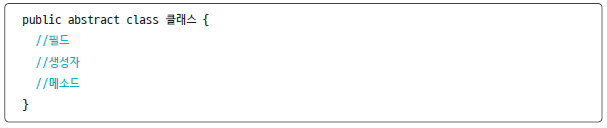 public abstract class 클래스 {
//필드
//생성자
//메소드
}